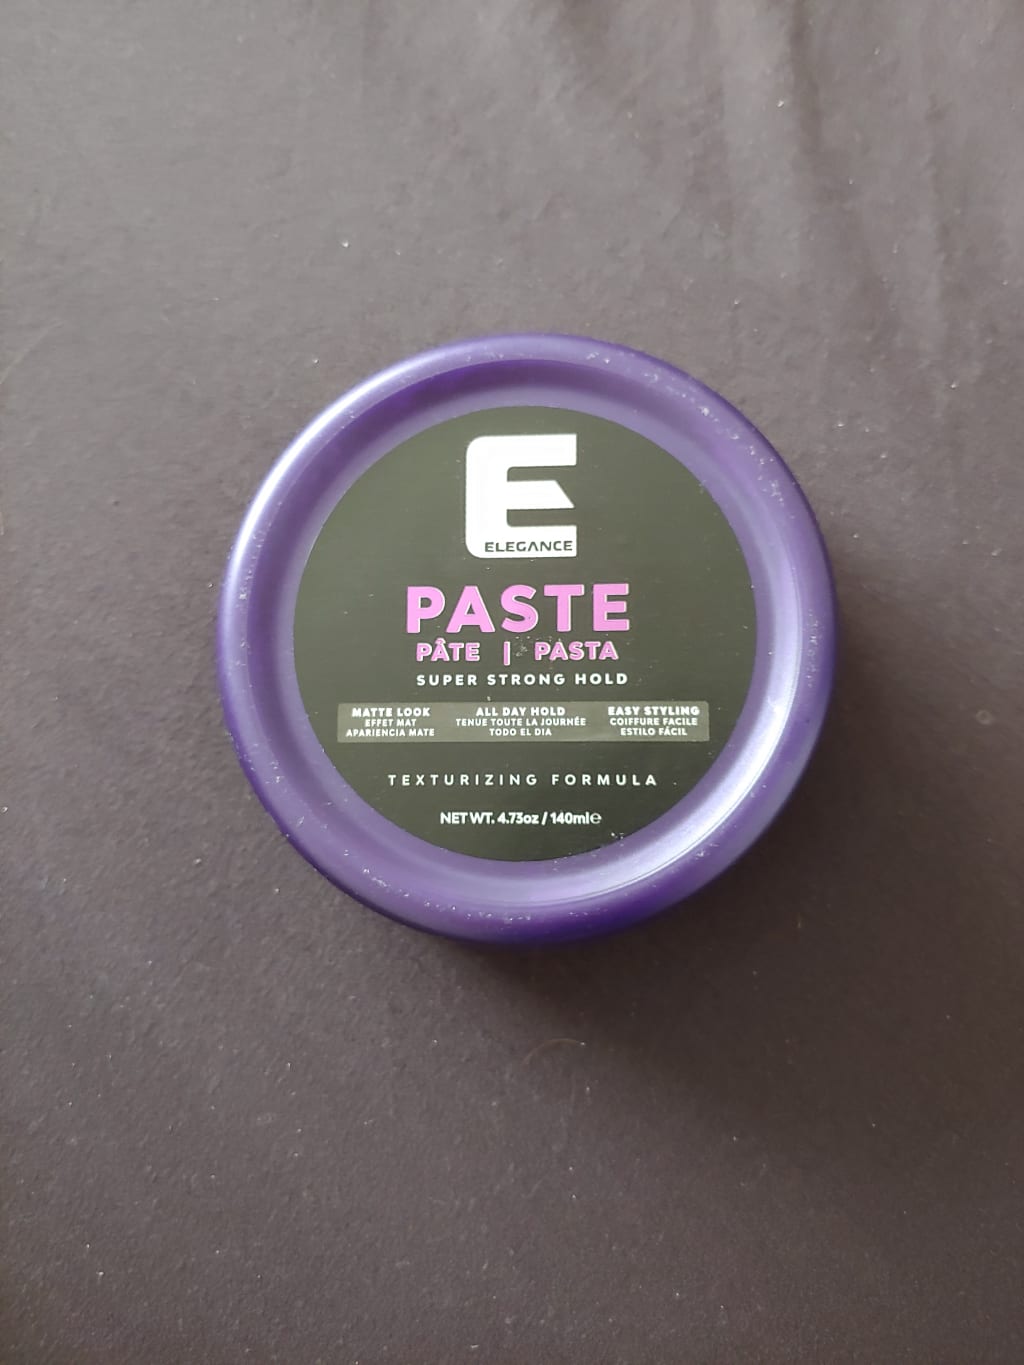 E
ELEGANCE
PASTE
PÂTE | PASTA
SUPER STRONG HOLD
MATTE LOOK
EFFET MAT
APARIENCIA MATE
ALL DAY HOLD
TENUE TOUTE LA JOURNÉE
TODO EL DIA
EASY STYLING
COIFFURE FACILE
ESTILO FÁCIL
TEXTURIZING FORMULA
NET WT. 4.73oz / 140ml℮